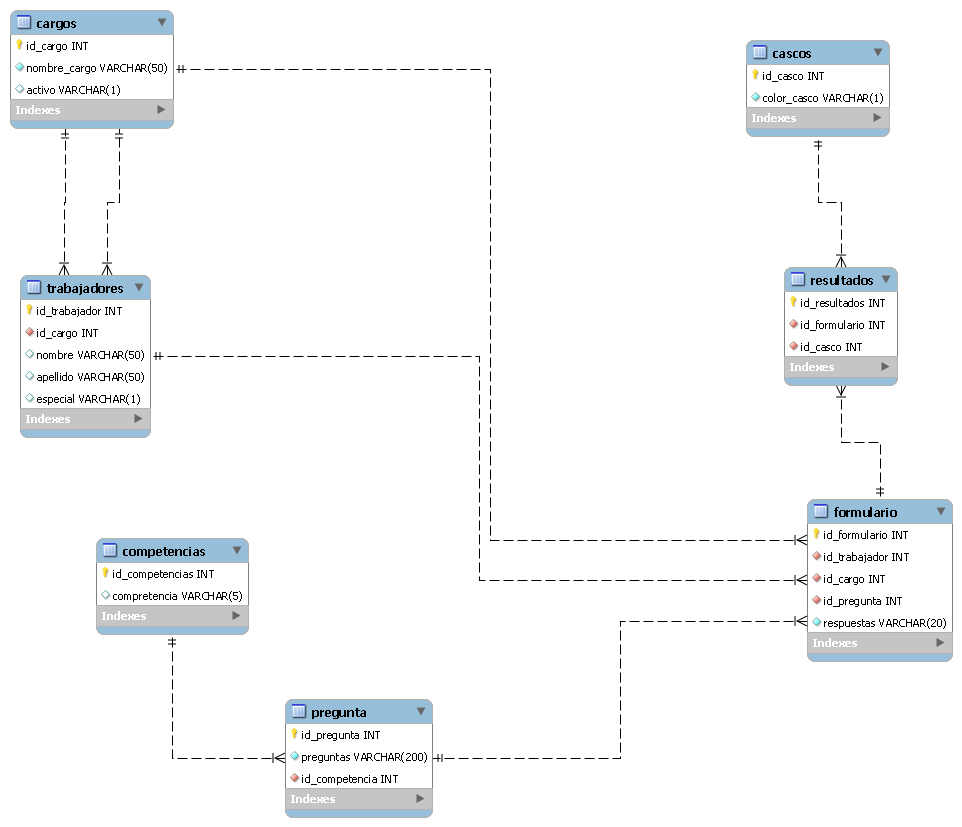 cargos
id_cargo INT
nombre_cargo VARCHAR(50)
activo VARCHAR(1)
Indexes
cascos
id_casco INT
color_casco VARCHAR(1)
Indexes
trabajadores
id_trabajador INT
id_cargo INT
nombre VARCHAR(50)
apellido VARCHAR(50)
especial VARCHAR(1)
Indexes
resultados
id_resultados INT
id_formulario INT
id_casco INT
Indexes
formulario
id_formulario INT
id_trabajador INT
id_cargo INT
id_pregunta INT
respuestas VARCHAR(20)
Indexes
competencias
id_competencias INT
compretencia VARCHAR(5)
Indexes
pregunta
id_pregunta INT
preguntas VARCHAR(200)
id_competencia INT
Indexes